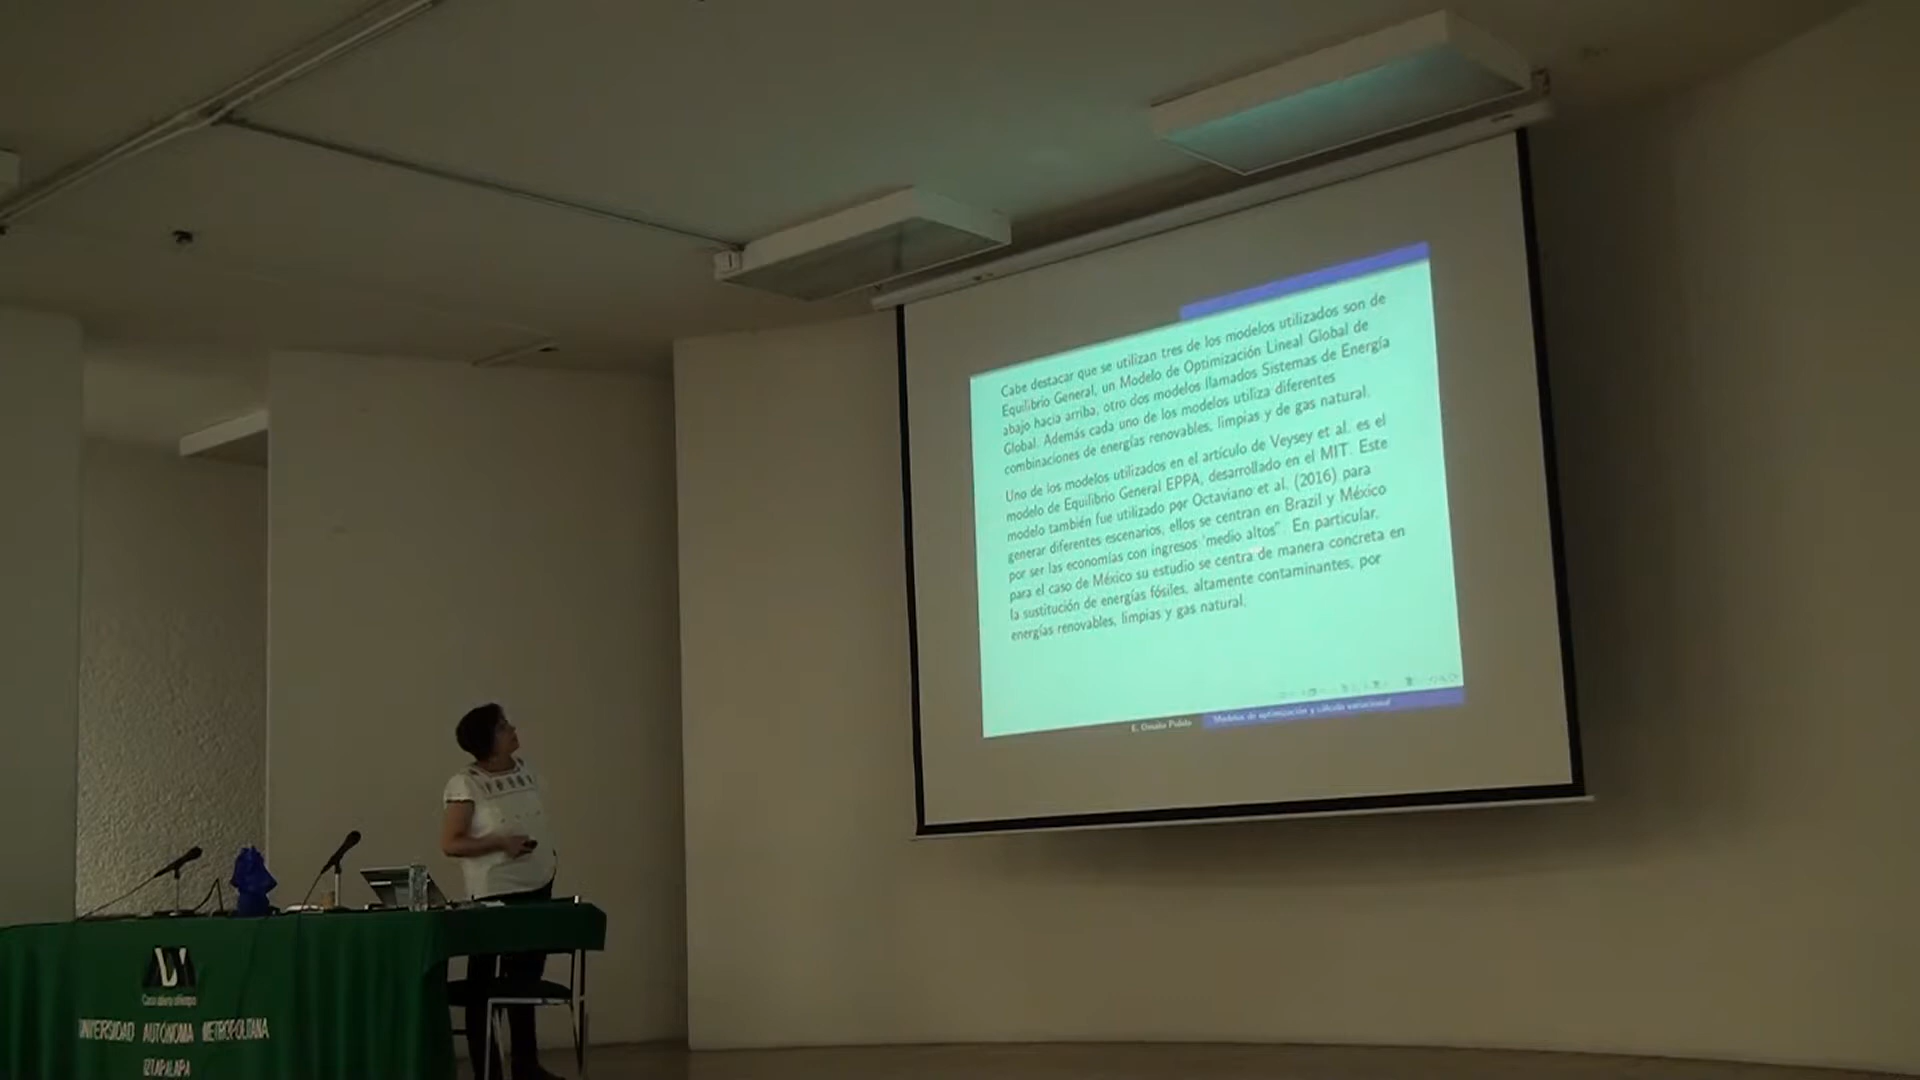 Cabe destacar que se utilizan tres de los modelos utilizados son de
Equilibrio General, un Modelo de Optimización Lineal Global de
abajo hacia arriba, otro dos modelos llamados Sistemas de Energía
Global. Además cada uno de los modelos utiliza diferentes
combinaciones de energías renovables, limpias y de gas natural.
Uno de los modelos utilizados en el artículo de Veysey et al. es el
modelo de Equilibrio General EPPA, desarrollado en el MIT. Este
modelo también fue utilizado por Octaviano et al. (2016) para
generar diferentes escenarios, ellos se centran en Brazil y México
por ser las economías con ingresos 'medio altos". En particular,
para el caso de México su estudio se centra de manera concreta en
la sustitución de energías fósiles, altamente contaminantes, por
energías renovables, limpias y gas natural.
E. Omaña Pulido
Modelos de optimización y cálculo variacional
Casa abierta al tiempo
UNIVERSIDAD AUTÓNOMA METROPOLITANA
IZTAPALAPA